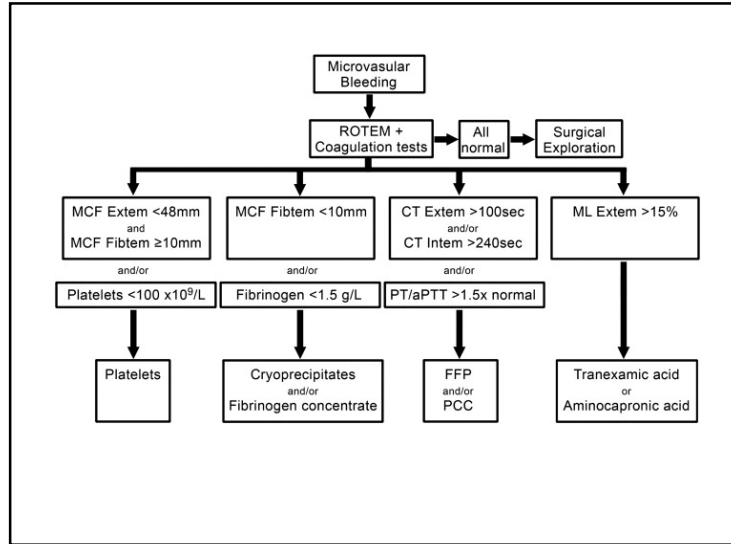 Microvasular
Bleeding
ROTEM +
Coagulation tests
All
normal
Surgical
Exploration
MCF Extem <48mm
and
MCF Fibtem ≥10mm
MCF Fibtem <10mm
CT Extem >100sec
and/or
CT Intem >240sec
ML Extem >15%
and/or
and/or
and/or
Platelets <100 x10⁹/L
Fibrinogen <1.5 g/L
PT/aPTT >1.5x normal
Platelets
Cryoprecipitates
and/or
Fibrinogen concentrate
FFP
and/or
PCC
Tranexamic acid
or
Aminocapronic acid